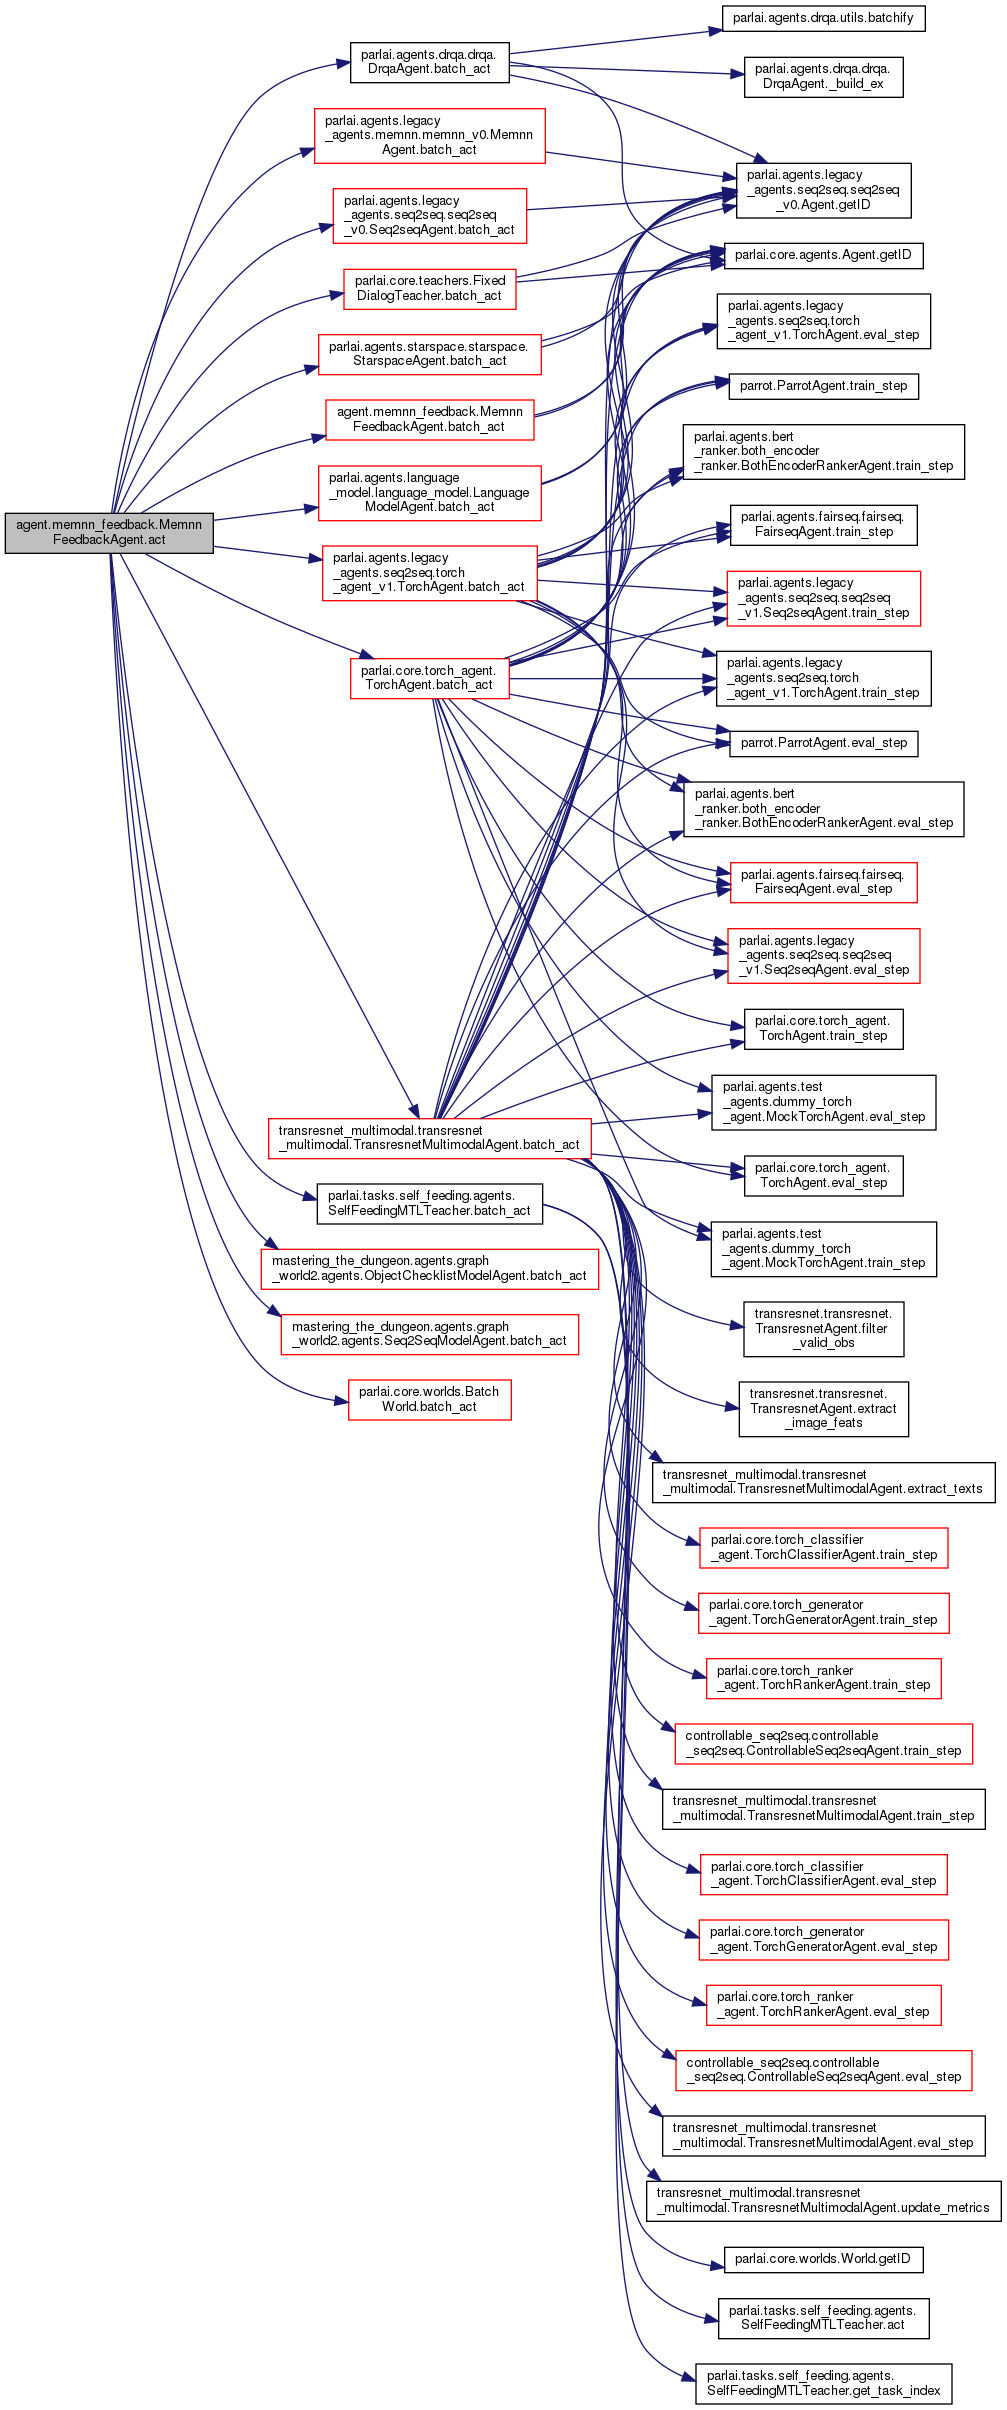 agent.memnn_feedback.Memnn
FeedbackAgent.act
parlai.agents.drqa.drqa.
DrqaAgent.batch_act
parlai.agents.legacy
_agents.memnn.memnn_v0.Memnn
Agent.batch_act
parlai.agents.legacy
_agents.seq2seq.seq2seq
_v0.Seq2seqAgent.batch_act
parlai.core.teachers.Fixed
DialogTeacher.batch_act
parlai.agents.starspace.starspace.
StarspaceAgent.batch_act
agent.memnn_feedback.Memnn
FeedbackAgent.batch_act
parlai.agents.language
_model.language_model.Language
ModelAgent.batch_act
parlai.agents.legacy
_agents.seq2seq.torch
_agent_v1.TorchAgent.batch_act
parlai.core.torch_agent.
TorchAgent.batch_act
transresnet_multimodal.transresnet
_multimodal.TransresnetMultimodalAgent.batch_act
parlai.tasks.self_feeding.agents.
SelfFeedingMTLTeacher.batch_act
mastering_the_dungeon.agents.graph
_world2.agents.ObjectChecklistModelAgent.batch_act
mastering_the_dungeon.agents.graph
_world2.agents.Seq2SeqModelAgent.batch_act
parlai.core.worlds.Batch
World.batch_act
parlai.agents.drqa.utils.batchify
parlai.agents.drqa.drqa.
DrqaAgent._build_ex
parlai.agents.legacy
_agents.seq2seq.seq2seq
_v0.Agent.getID
parlai.core.agents.Agent.getID
parlai.agents.legacy
_agents.seq2seq.torch
_agent_v1.TorchAgent.eval_step
parrot.ParrotAgent.train_step
parlai.agents.bert
_ranker.both_encoder
_ranker.BothEncoderRankerAgent.train_step
parlai.agents.fairseq.fairseq.
FairseqAgent.train_step
parlai.agents.legacy
_agents.seq2seq.seq2seq
_v1.Seq2seqAgent.train_step
parlai.agents.legacy
_agents.seq2seq.torch
_agent_v1.TorchAgent.train_step
parrot.ParrotAgent.eval_step
parlai.agents.bert
_ranker.both_encoder
_ranker.BothEncoderRankerAgent.eval_step
parlai.agents.fairseq.fairseq.
FairseqAgent.eval_step
parlai.agents.legacy
_agents.seq2seq.seq2seq
_v1.Seq2seqAgent.eval_step
parlai.core.torch_agent.
TorchAgent.train_step
parlai.agents.test
_agents.dummy_torch
_agent.MockTorchAgent.eval_step
parlai.core.torch_agent.
TorchAgent.eval_step
parlai.agents.test
_agents.dummy_torch
_agent.MockTorchAgent.train_step
transresnet.transresnet.
TransresnetAgent.filter
_valid_obs
transresnet.transresnet.
TransresnetAgent.extract
_image_feats
transresnet_multimodal.transresnet
_multimodal.TransresnetMultimodalAgent.extract_texts
parlai.core.torch_classifier
_agent.TorchClassifierAgent.train_step
parlai.core.torch_generator
_agent.TorchGeneratorAgent.train_step
parlai.core.torch_ranker
_agent.TorchRankerAgent.train_step
controllable_seq2seq.controllable
_seq2seq.ControllableSeq2seqAgent.train_step
transresnet_multimodal.transresnet
_multimodal.TransresnetMultimodalAgent.train_step
parlai.core.torch_classifier
_agent.TorchClassifierAgent.eval_step
parlai.core.torch_generator
_agent.TorchGeneratorAgent.eval_step
parlai.core.torch_ranker
_agent.TorchRankerAgent.eval_step
controllable_seq2seq.controllable
_seq2seq.ControllableSeq2seqAgent.eval_step
transresnet_multimodal.transresnet
_multimodal.TransresnetMultimodalAgent.eval_step
transresnet_multimodal.transresnet
_multimodal.TransresnetMultimodalAgent.update_metrics
parlai.core.worlds.World.getID
parlai.tasks.self_feeding.agents.
SelfFeedingMTLTeacher.act
parlai.tasks.self_feeding.agents.
SelfFeedingMTLTeacher.get_task_index